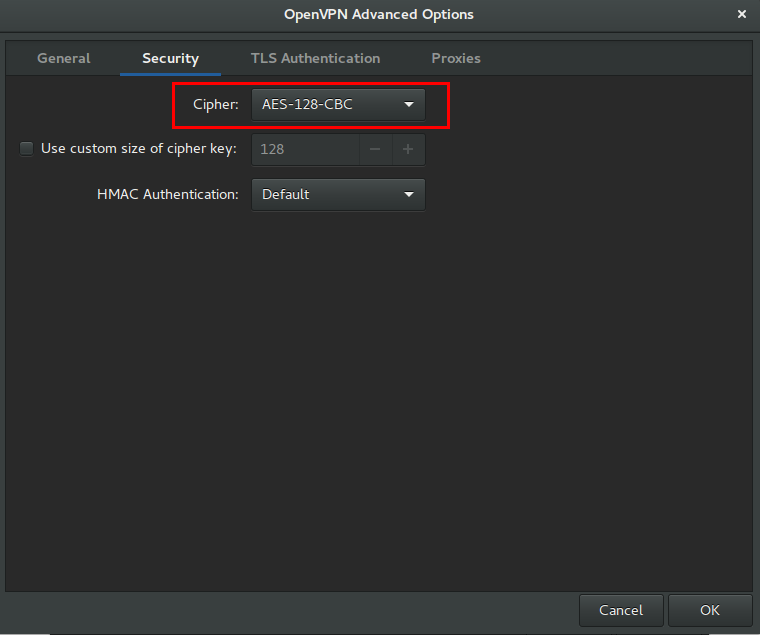 OpenVPN Advanced Options
General Security TLS Authentication Proxies
Cipher: AES-128-CBC
Use custom size of cipher key: 128
HMAC Authentication: Default
Cancel OK